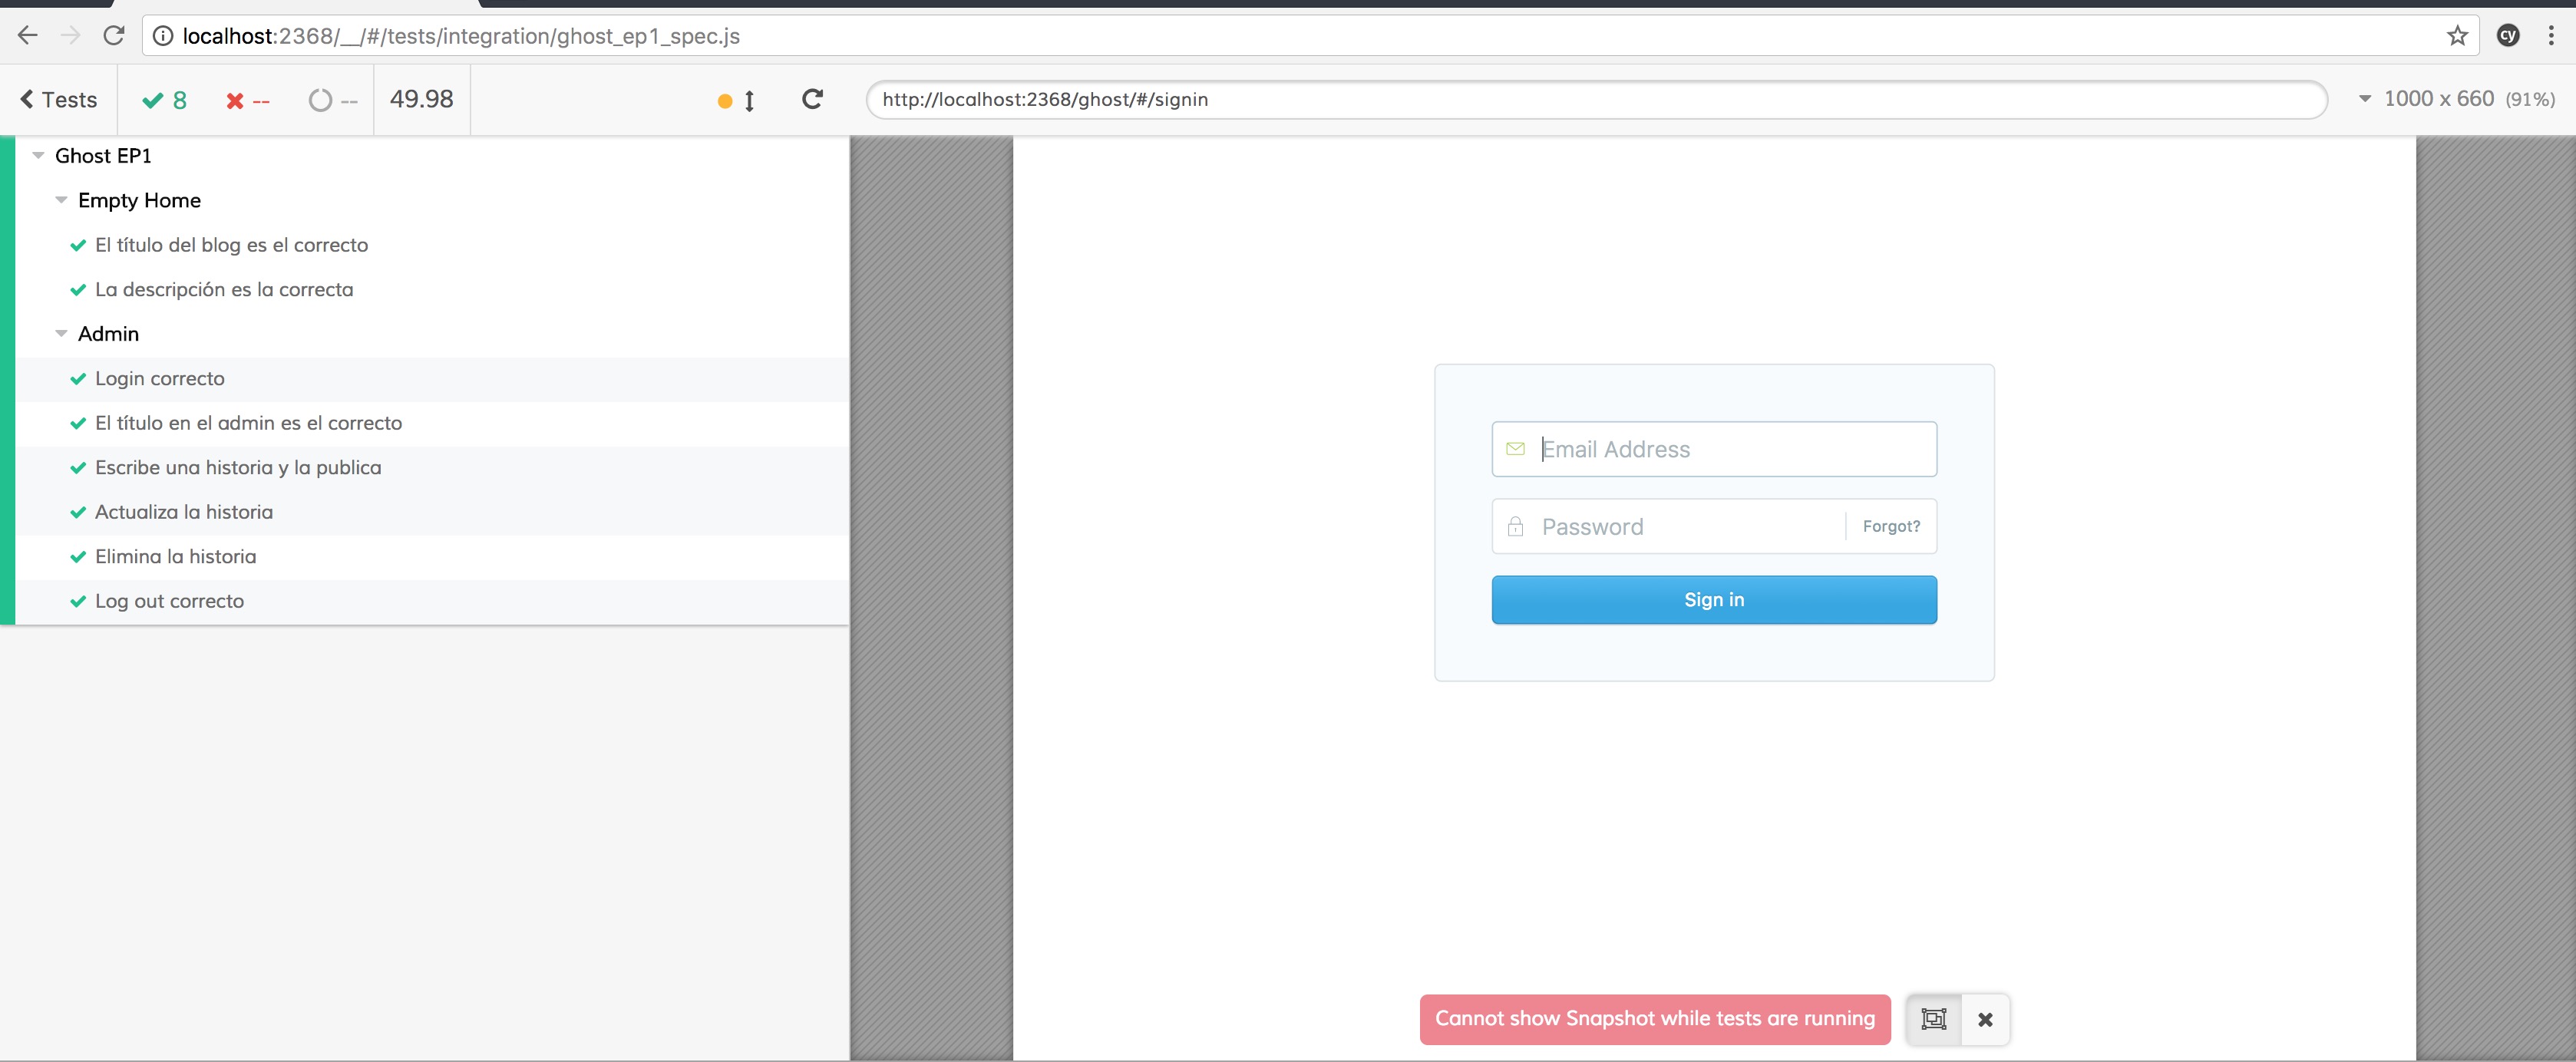 localhost:2368/__/#/tests/integration/ghost_ep1_spec.js
cy
Tests 8 -- -- 49.98
http://localhost:2368/ghost/#/signin
1000 x 660 (91%)
Ghost EP1
Empty Home
El título del blog es el correcto
La descripción es la correcta
Admin
Login correcto
El título en el admin es el correcto
Escribe una historia y la publica
Actualiza la historia
Elimina la historia
Log out correcto
Email Address
Password
Forgot?
Sign in
Cannot show Snapshot while tests are running